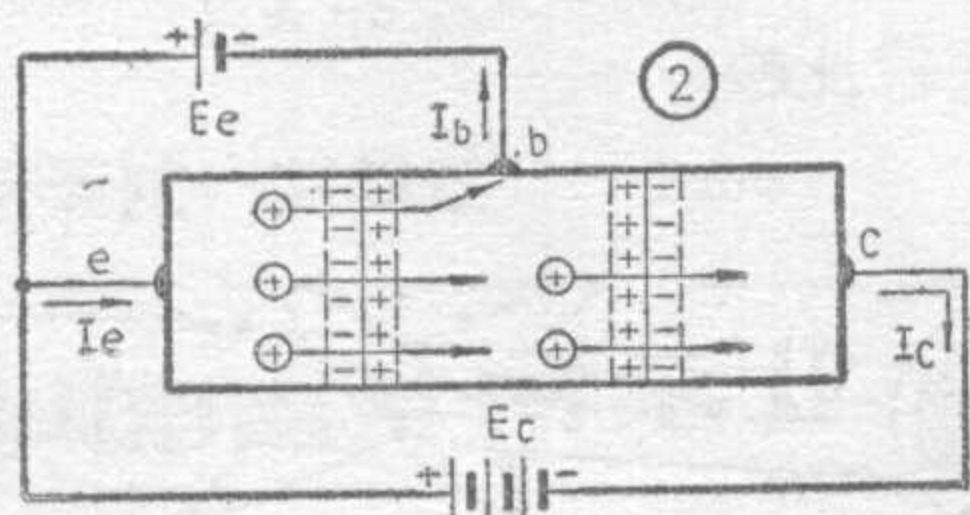 + -
2
Ee
Ib
b
- + + -
+ - + + -
- + + -
e
C
+ - + + -
- + + -
Ie
+ - + + -
Ic
- + + -
Ec
+ -